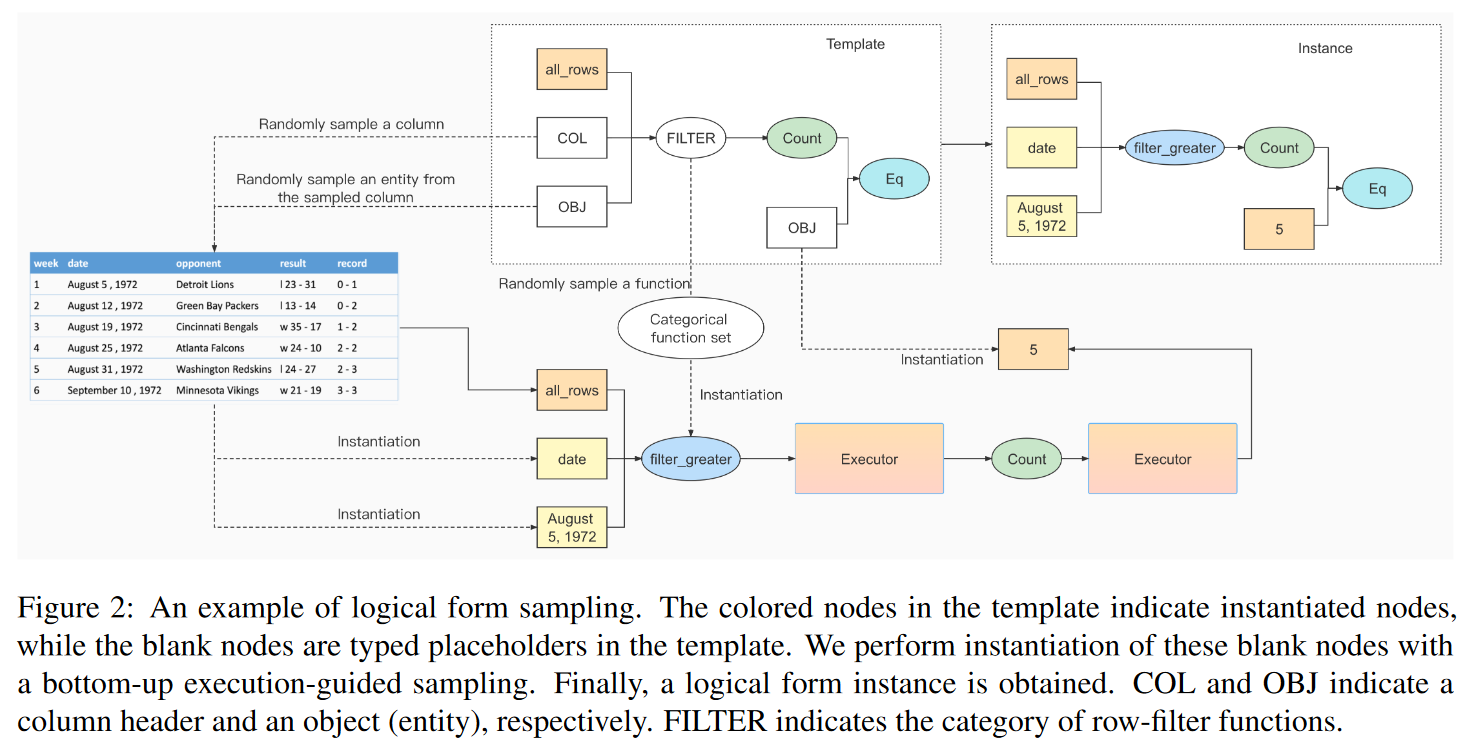 Template
all_rows
COL
OBJ
FILTER
Count
Eq
OBJ
Instance
all_rows
date
August
5, 1972
filter_greater
Count
Eq
5
Randomly sample a column
Randomly sample an entity from
the sampled column
week date opponent result record
1 August 5 , 1972 Detroit Lions l 23 - 31 0 - 1
2 August 12 , 1972 Green Bay Packers l 13 - 14 0 - 2
3 August 19 , 1972 Cincinnati Bengals w 35 - 17 1 - 2
4 August 25 , 1972 Atlanta Falcons w 24 - 10 2 - 2
5 August 31 , 1972 Washington Redskins l 24 - 27 2 - 3
6 September 10 , 1972 Minnesota Vikings w 21 - 19 3 - 3
Randomly sample a function
Categorical
function set
Instantiation
5
Instantiation
Instantiation
Instantiation
all_rows
date
August
5, 1972
filter_greater
Executor
Count
Executor
Figure 2: An example of logical form sampling. The colored nodes in the template indicate instantiated nodes,
while the blank nodes are typed placeholders in the template. We perform instantiation of these blank nodes with
a bottom-up execution-guided sampling. Finally, a logical form instance is obtained. COL and OBJ indicate a
column header and an object (entity), respectively. FILTER indicates the category of row-filter functions.